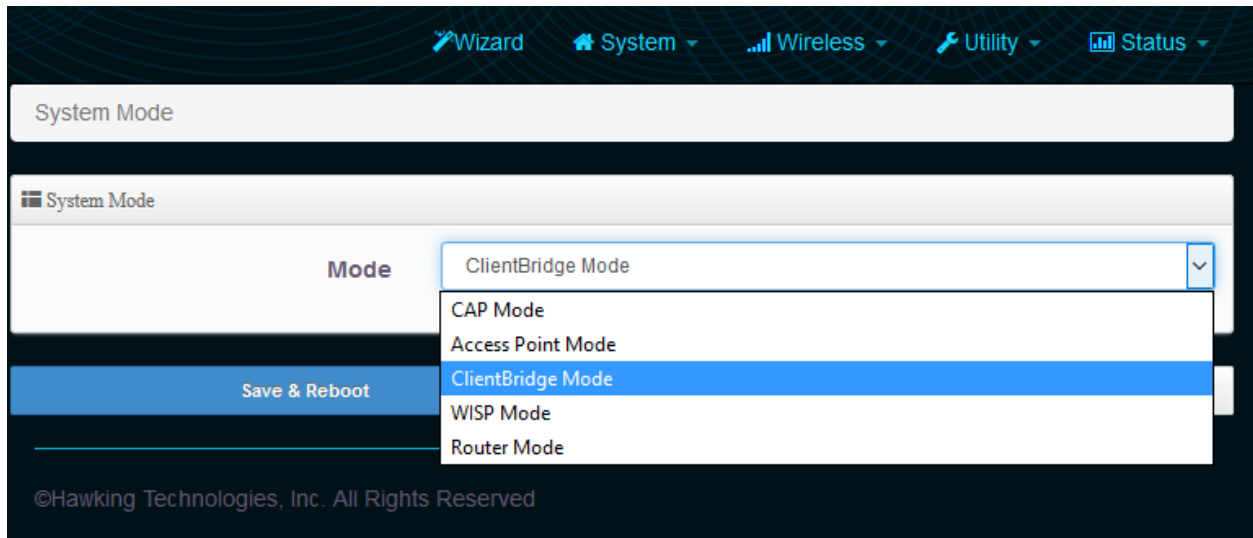 Wizard System Wireless Utility Status
System Mode
System Mode
Mode ClientBridge Mode
CAP Mode
Access Point Mode
ClientBridge Mode
WISP Mode
Router Mode
Save & Reboot
©Hawking Technologies, Inc. All Rights Reserved